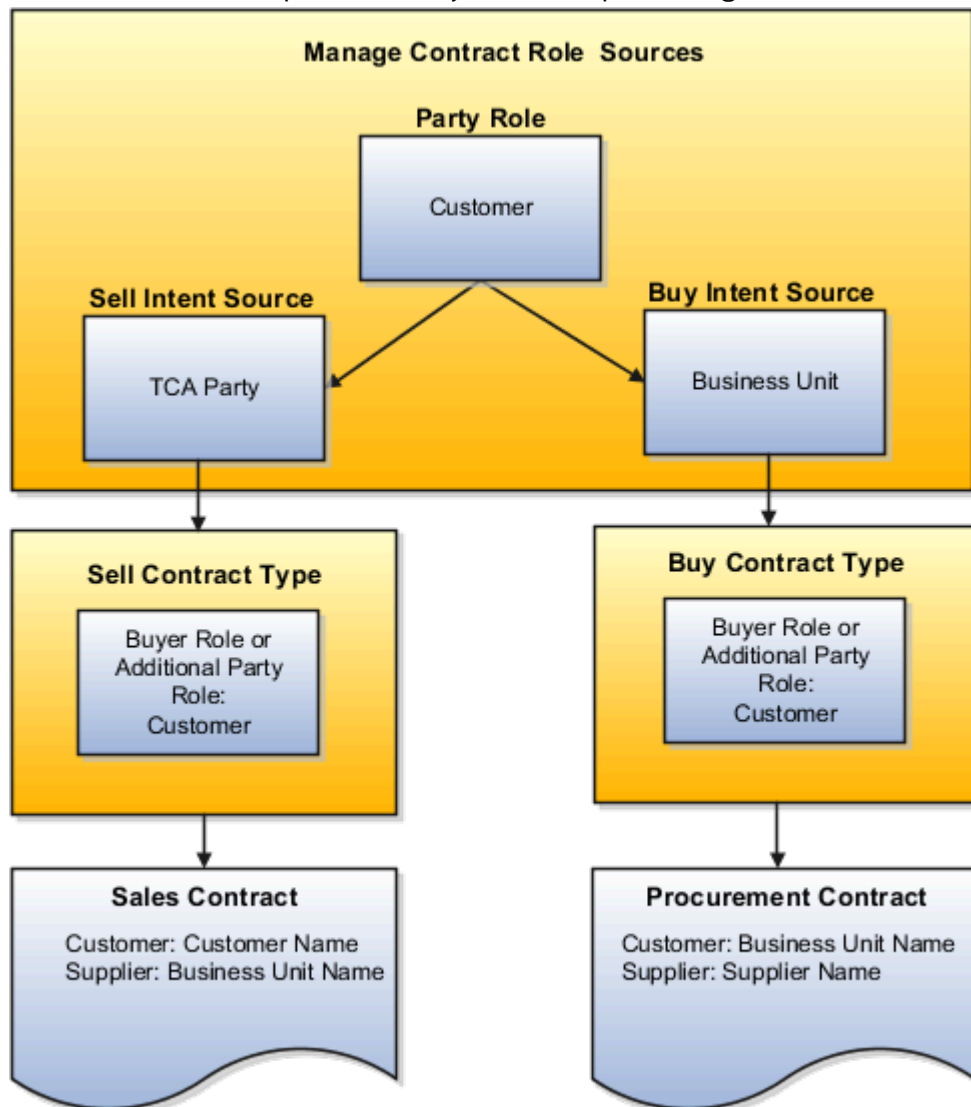 Manage Contract Role Sources
Party Role
Customer
Sell Intent Source
Buy Intent Source
TCA Party
Business Unit
Sell Contract Type
Buyer Role or
Additional Party
Role:
Customer
Buy Contract Type
Buyer Role or
Additional Party
Role:
Customer
Sales Contract
Customer: Customer Name
Supplier: Business Unit Name
Procurement Contract
Customer: Business Unit Name
Supplier: Supplier Name